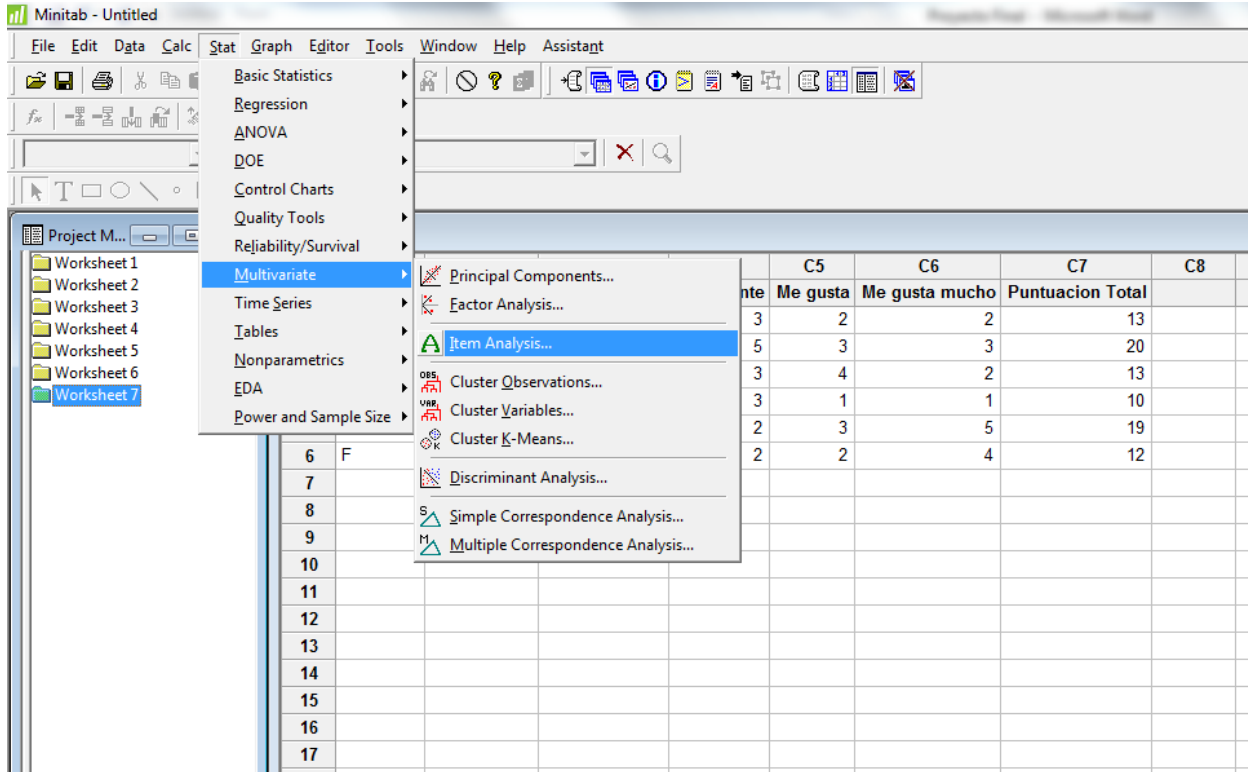 Minitab - Untitled
Proyecto Final - Microsoft Word
File Edit Data Calc Stat Graph Editor Tools Window Help Assistant
Basic Statistics
Regression
ANOVA
DOE
Control Charts
Quality Tools
Reliability/Survival
Multivariate
Time Series
Tables
Nonparametrics
EDA
Power and Sample Size
Project M...
Worksheet 1
Worksheet 2
Worksheet 3
Worksheet 4
Worksheet 5
Worksheet 6
Worksheet 7
Principal Components...
Factor Analysis...
Item Analysis...
Cluster Observations...
Cluster Variables...
Cluster K-Means...
Discriminant Analysis...
Simple Correspondence Analysis...
Multiple Correspondence Analysis...
C5 C6 C7 C8
nte Me gusta Me gusta mucho Puntuacion Total
3 2 2 13
5 3 3 20
3 4 2 13
3 1 1 10
2 3 5 19
6 F 2 2 4 12
7
8
9
10
11
12
13
14
15
16
17